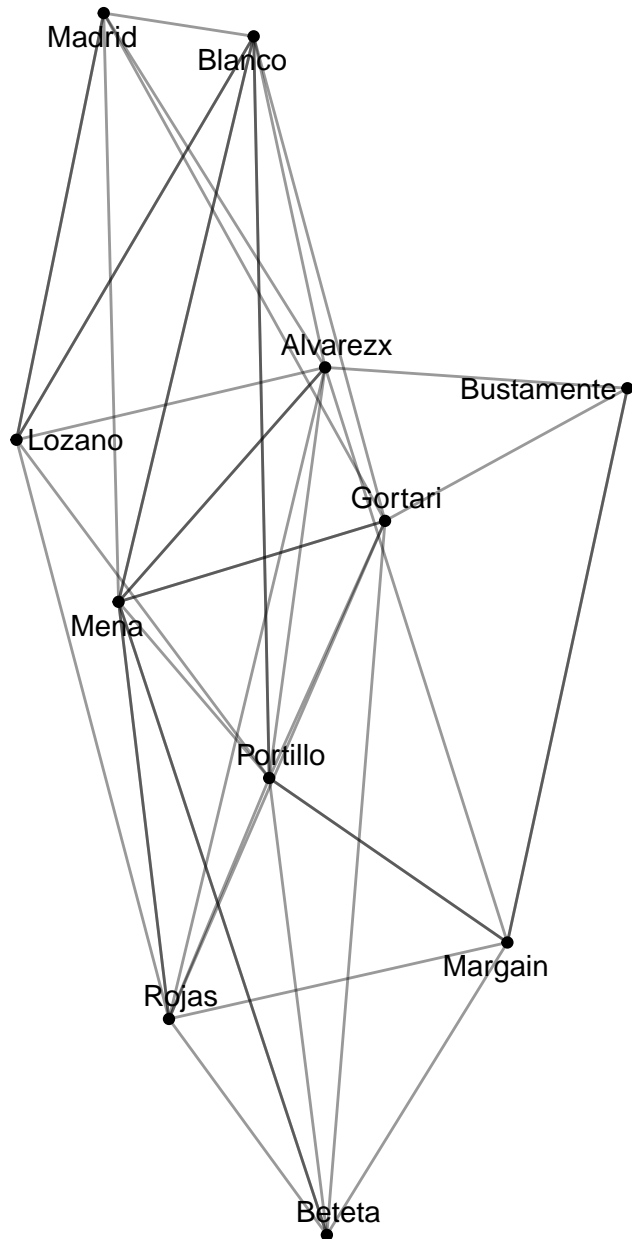 Madrid
Blanco
Alvarezx
Bustamente
Lozano
Gortari
Mena
Portillo
Margain
Rojas
Beteta